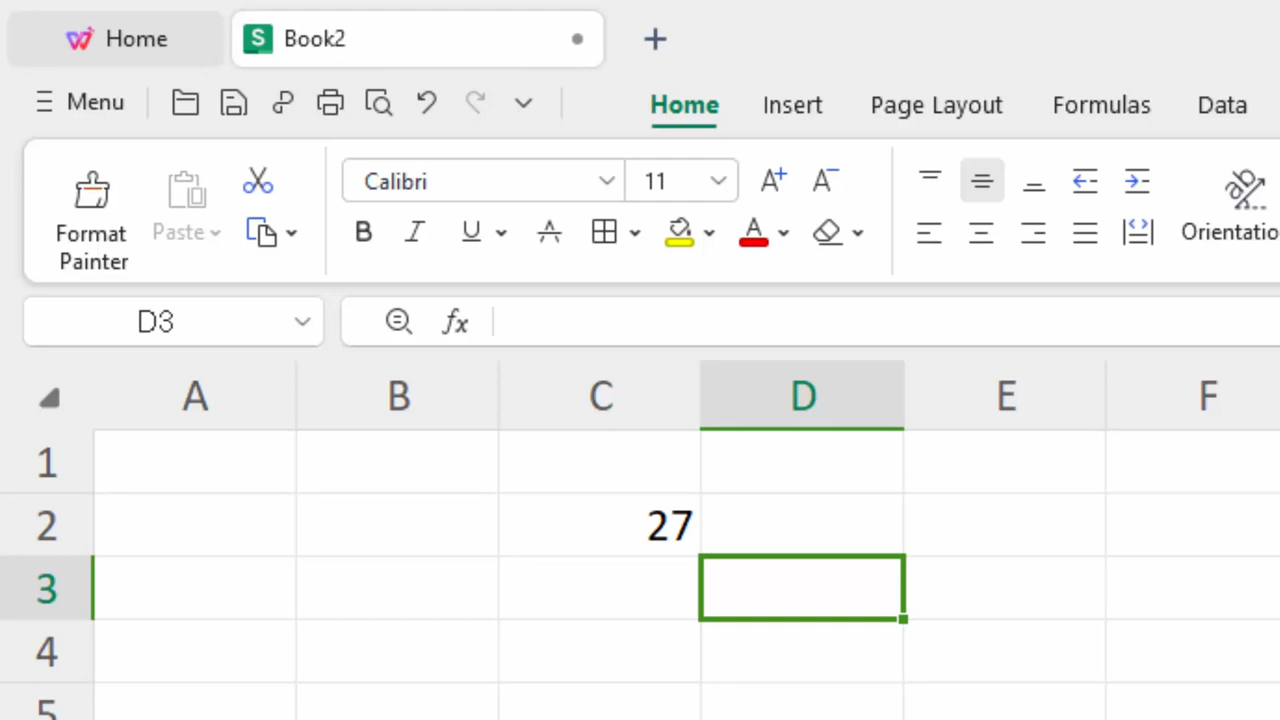 Home
S Book2
Menu
Home Insert Page Layout Formulas Data
Format
Painter
Paste
Calibri 11 A+ A-
B I U A A
Orientatio
D3 fx
A B C D E F
1
2 27
3
4
5